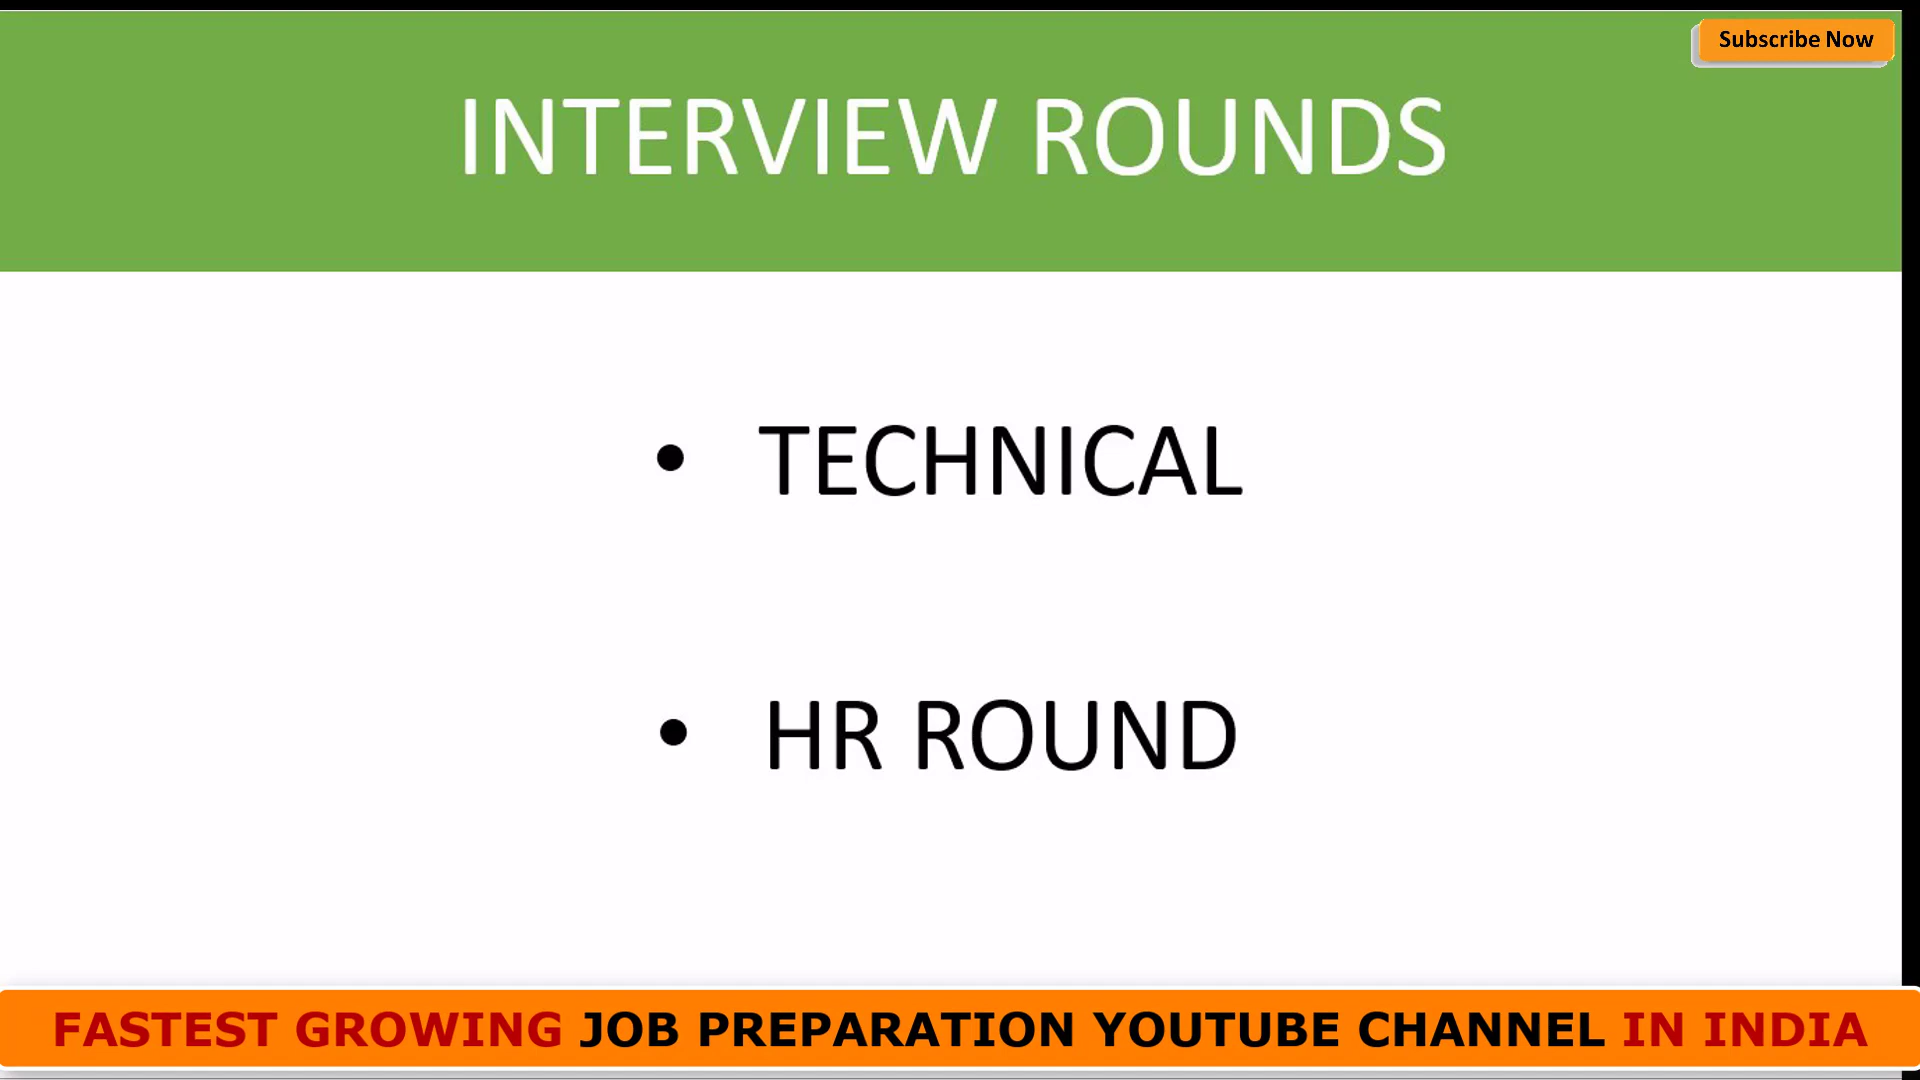 Subscribe Now
INTERVIEW ROUNDS
• TECHNICAL
• HR ROUND
FASTEST GROWING JOB PREPARATION YOUTUBE CHANNEL IN INDIA